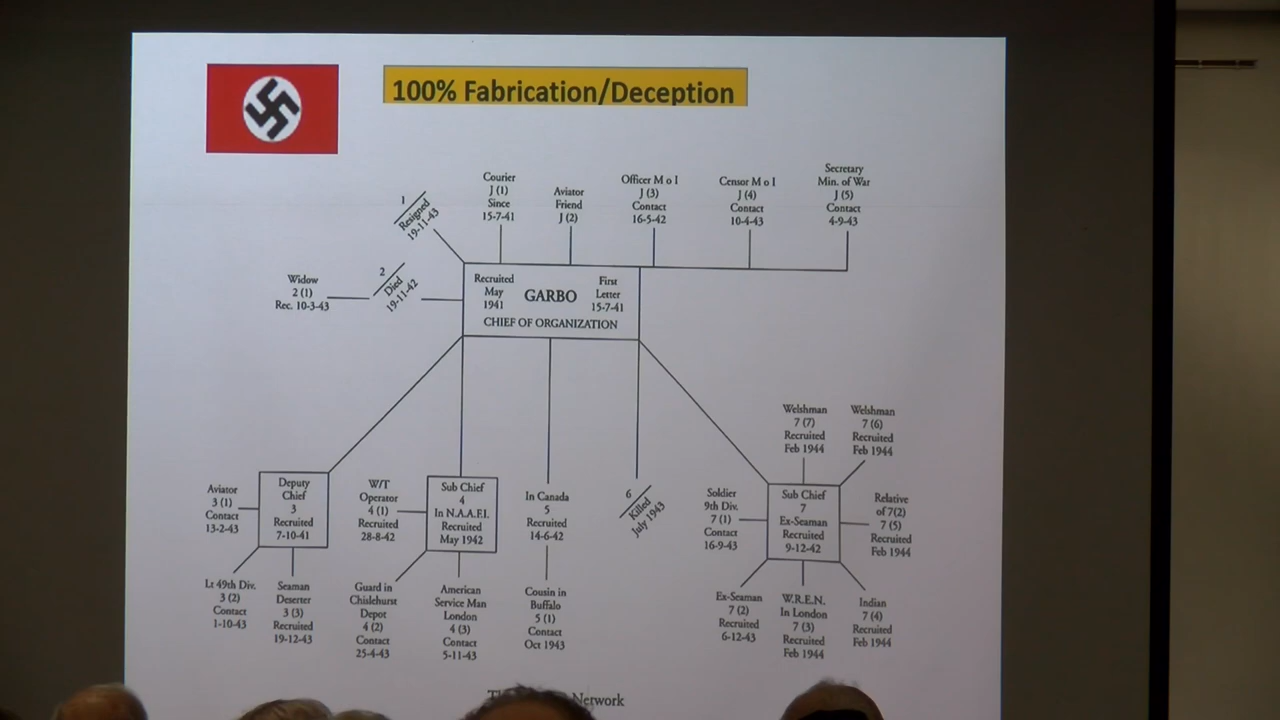 100% Fabrication/Deception
1
Resigned
19-11-43
Courier
J (1)
Since
15-7-41
Aviator
Friend
J (2)
Officer M o I
J (3)
Contact
16-5-42
Censor M o I
J (4)
Contact
10-4-43
Secretary
Min. of War
J (5)
Contact
4-9-43
Widow
2 (1)
Rec. 10-3-43
2
Died
19-11-42
Recruited
May
1941
GARBO
First
Letter
15-7-41
CHIEF OF ORGANIZATION
Welshman
7 (7)
Recruited
Feb 1944
Welshman
7 (6)
Recruited
Feb 1944
Aviator
3 (1)
Contact
13-2-43
Deputy
Chief
3
Recruited
7-10-41
W/T
Operator
4 (1)
Recruited
28-8-42
Sub Chief
4
In N.A.A.F.I.
Recruited
May 1942
In Canada
5
Recruited
14-6-42
6
Killed
July 1943
Soldier
9th Div.
7 (1)
Contact
16-9-43
Sub Chief
7
Ex-Seaman
Recruited
9-12-42
Relative
of 7(2)
7 (5)
Recruited
Feb 1944
Lt 49th Div.
3 (2)
Contact
1-10-43
Seaman
Deserter
3 (3)
Recruited
19-12-43
Guard in
Chislehurst
Depot
4 (2)
Contact
25-4-43
American
Service Man
London
4 (3)
Contact
5-11-43
Cousin in
Buffalo
5 (1)
Contact
Oct 1943
Ex-Seaman
7 (2)
Recruited
6-12-43
W.R.E.N.
In London
7 (3)
Recruited
Feb 1944
Indian
7 (4)
Recruited
Feb 1944
Network